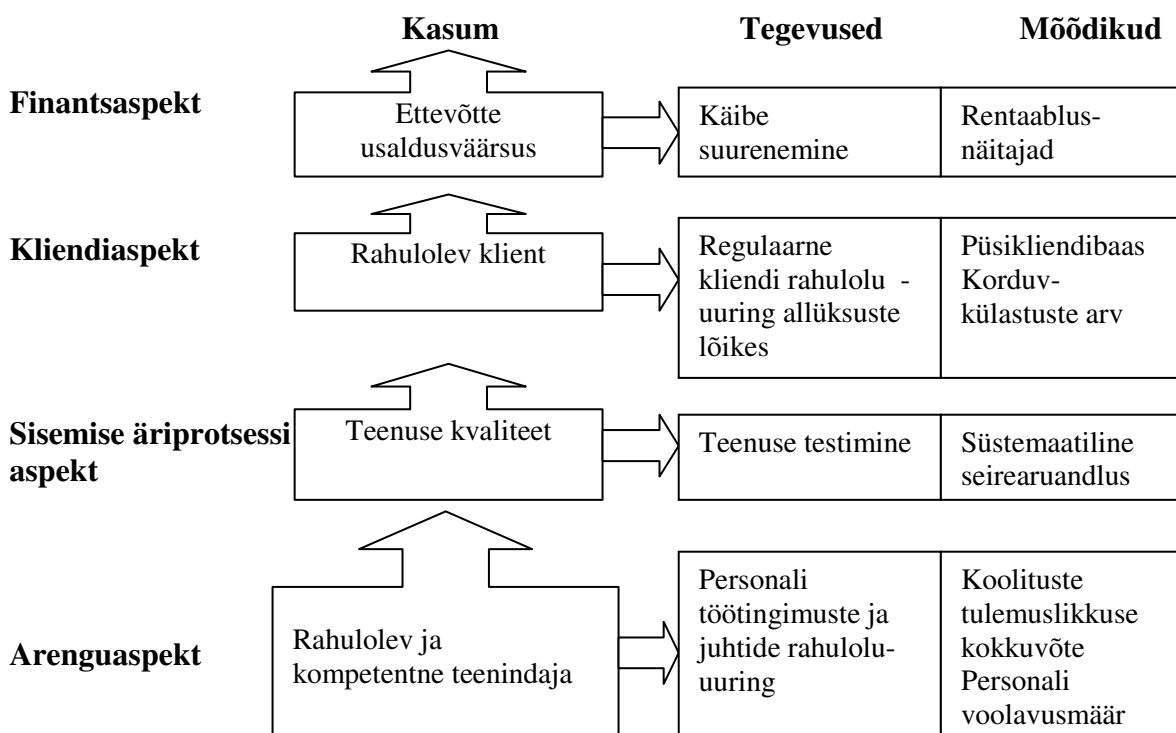 Kasum Tegevused Mõõdikud
Finantsaspekt
Ettevõtte
usaldusväärsus
Käibe
suurenemine
Rentaablus-
näitajad
Kliendiaspekt
Rahulolev klient
Regulaarne
kliendi rahulolu -
uuring allüksuste
lõikes
Püsikliendibaas
Korduv-
külastuste arv
Sisemise äriprotsessi
aspekt
Teenuse kvaliteet
Teenuse testimine
Süstemaatiline
seirearuandlus
Arenguaspekt
Rahulolev ja
kompetentne teenindaja
Personali
töötingimuste ja
juhtide rahulolu-
uuring
Koolituste
tulemuslikkuse
kokkuvõte
Personali
voolavusmäär